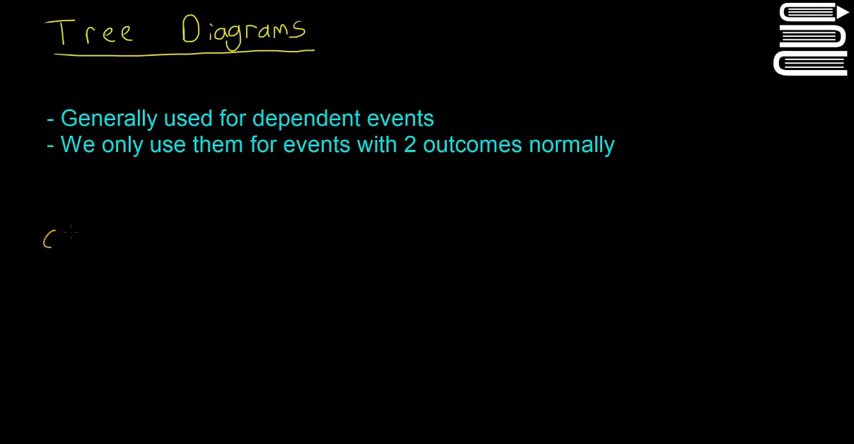 Tree Diagrams
- Generally used for dependent events
- We only use them for events with 2 outcomes normally